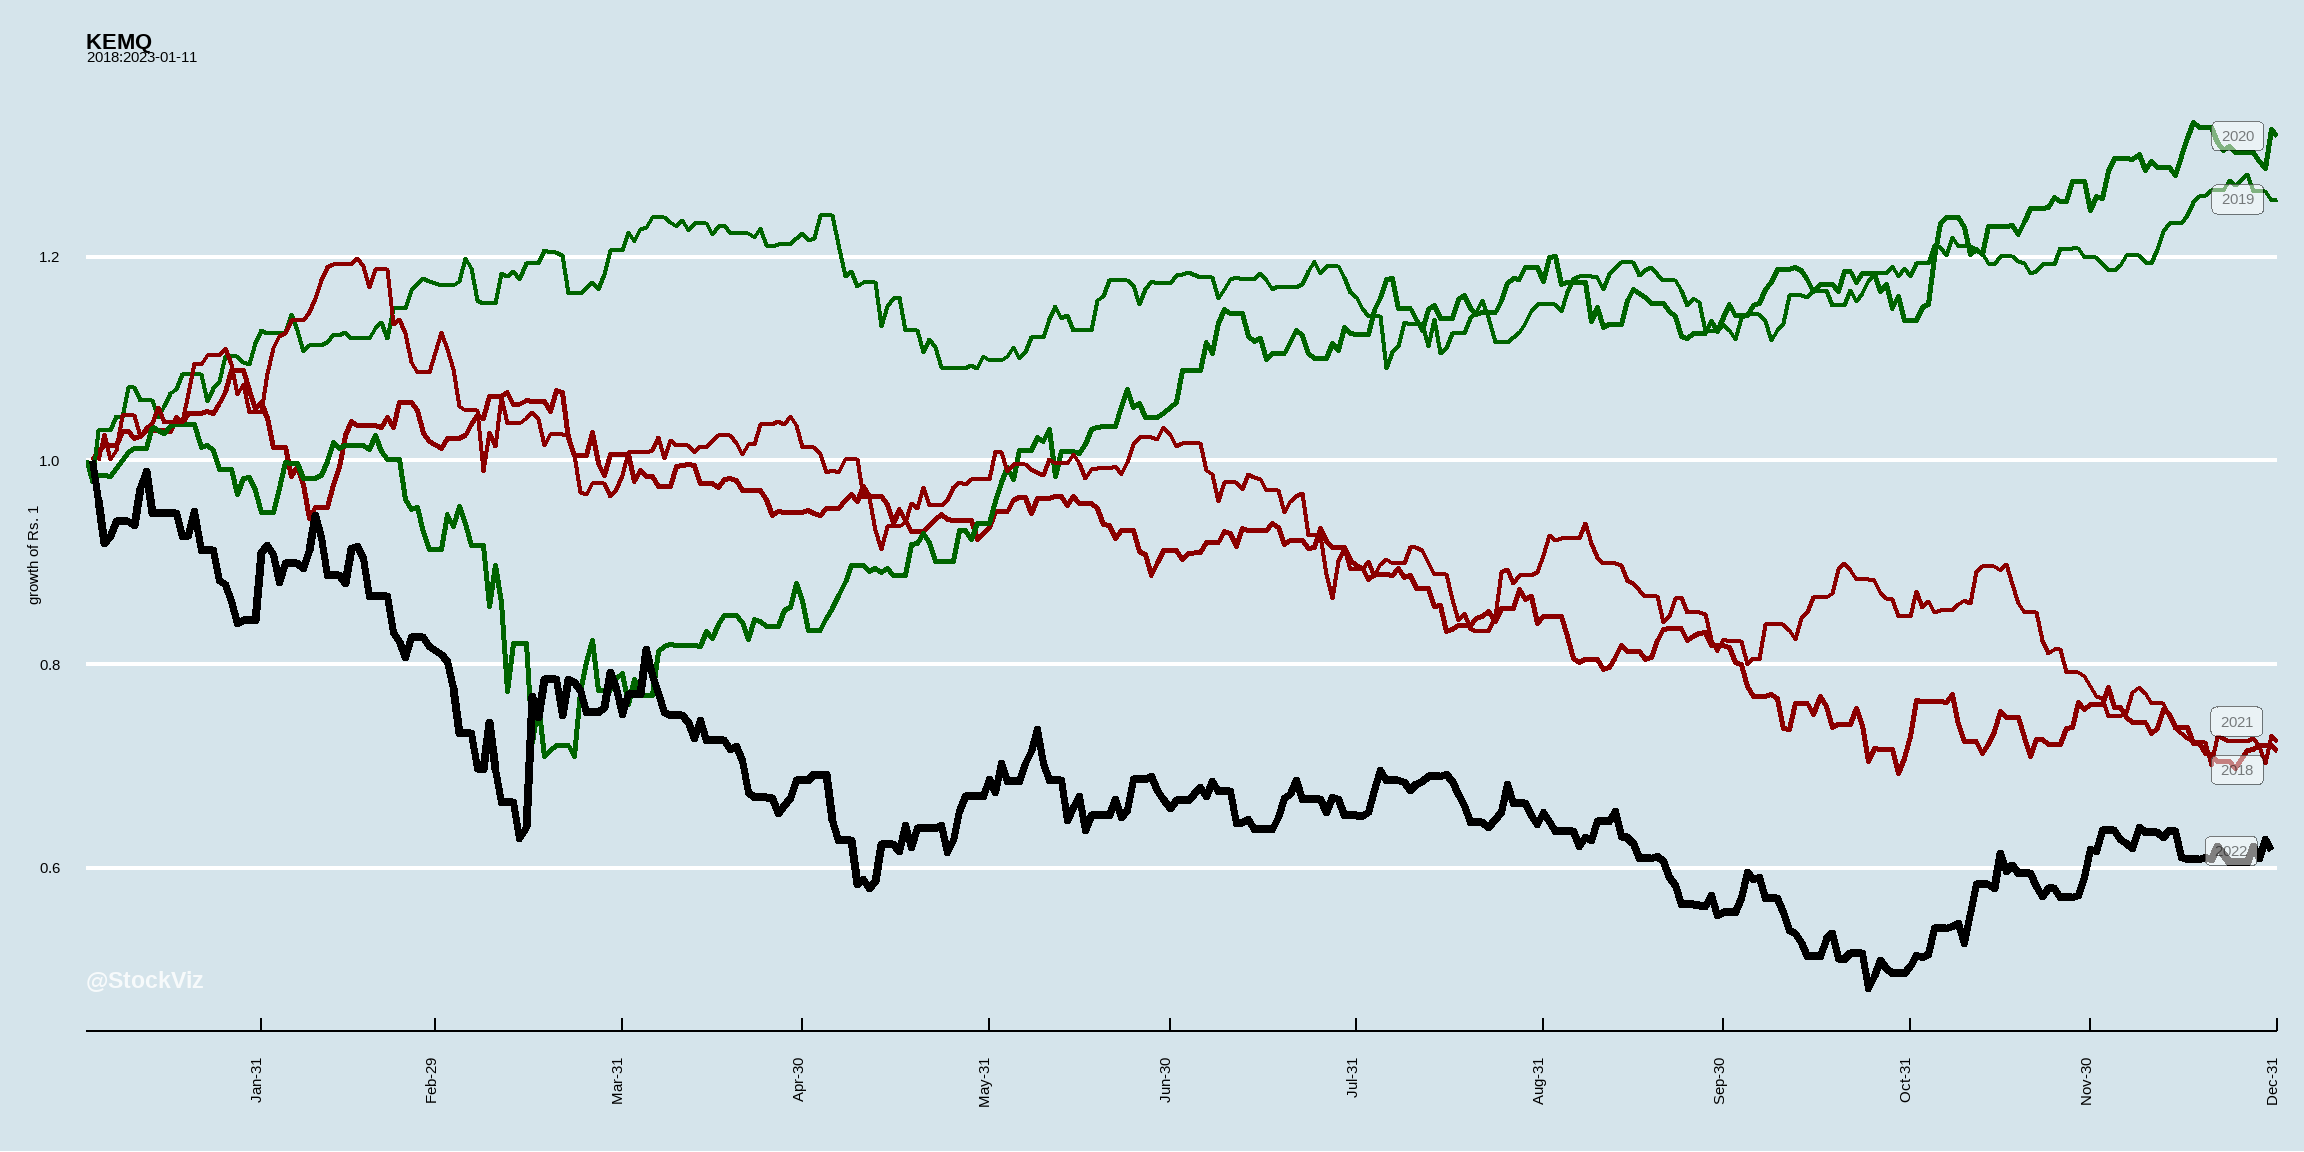 KEMQ
2018:2023-01-11
2020
2019
1.2
1.0
growth of Rs. 1
0.8
2021
2018
2022
0.6
@StockViz
Jan-31
Feb-29
Mar-31
Apr-30
May-31
Jun-30
Jul-31
Aug-31
Sep-30
Oct-31
Nov-30
Dec-31